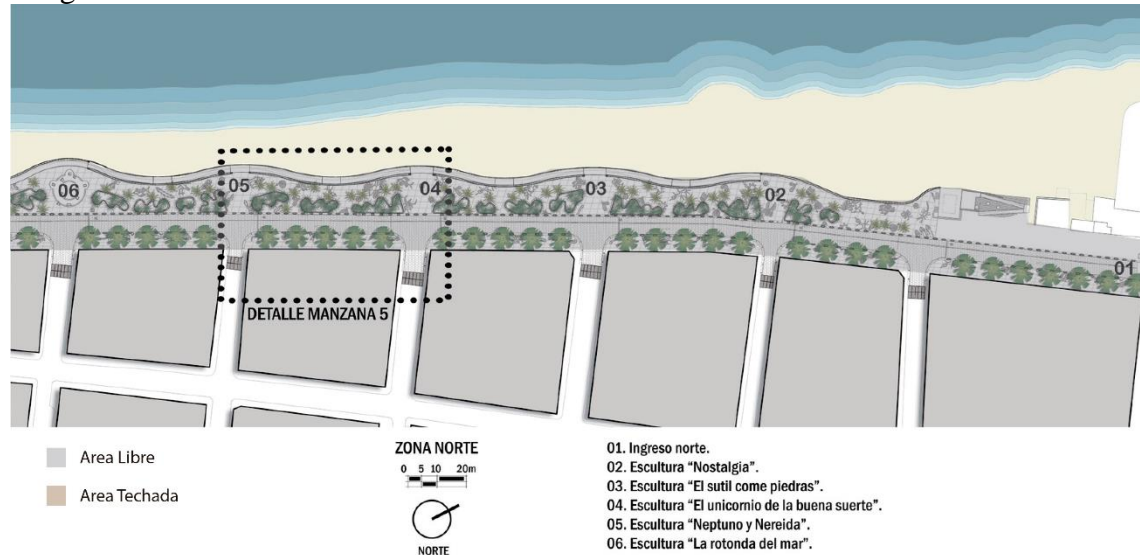 06
05
04
03
02
01
DETALLE MANZANA 5
Area Libre
Area Techada
ZONA NORTE
0 5 10 20m
NORTE
01. Ingreso norte.
02. Escultura “Nostalgia”.
03. Escultura “El sutil come piedras”.
04. Escultura “El unicornio de la buena suerte”.
05. Escultura “Neptuno y Nereida”.
06. Escultura “La rotonda del mar”.